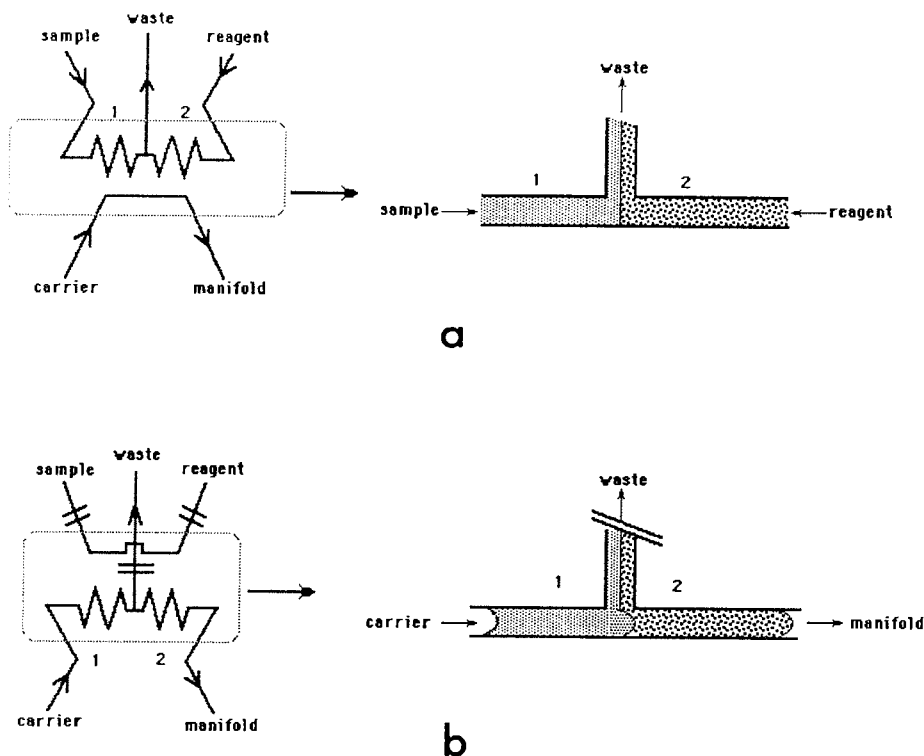 waste
sample reagent
1 2
carrier manifold
waste
1 2
sample reagent
a
waste
sample reagent
1 2
carrier manifold
waste
1 2
carrier manifold
b